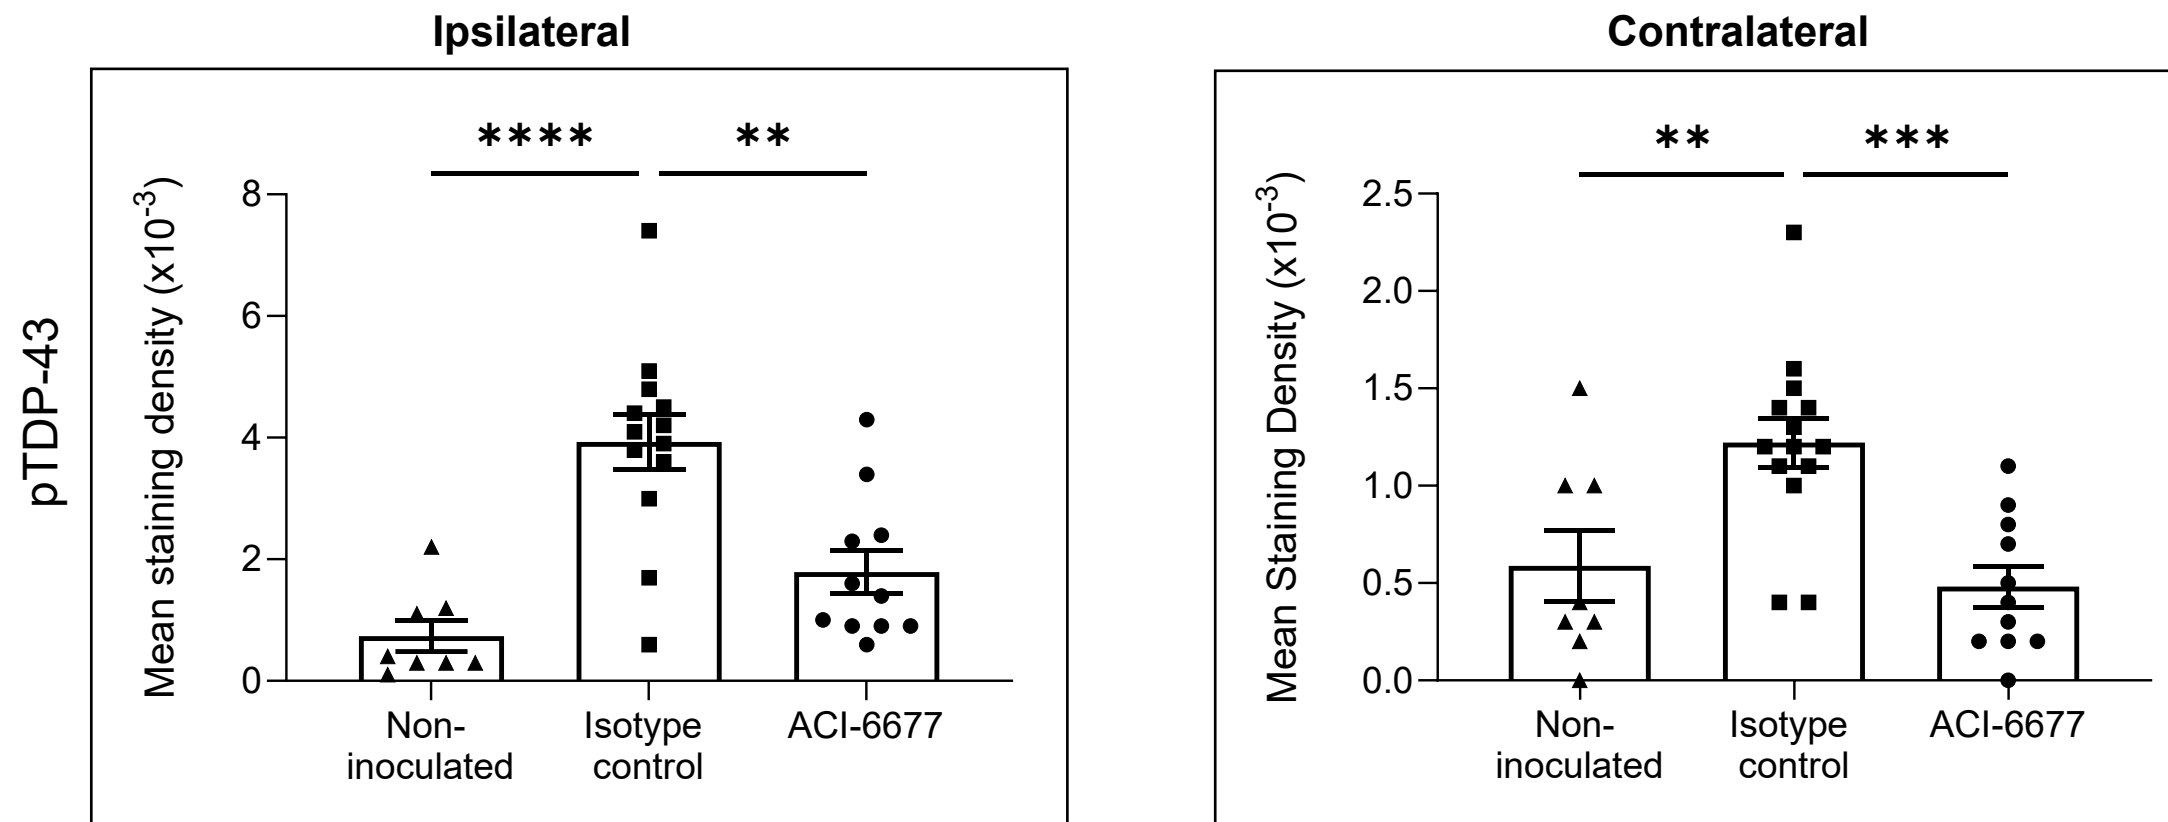 Ipsilateral
Contralateral
pTDP-43
Mean staining density (x10-3)
****
**
8
6
4
2
0
Non-
inoculated
Isotype
control
ACI-6677
Mean Staining Density (x10-3)
**
***
2.5
2.0
1.5
1.0
0.5
0.0
Non-
inoculated
Isotype
control
ACI-6677